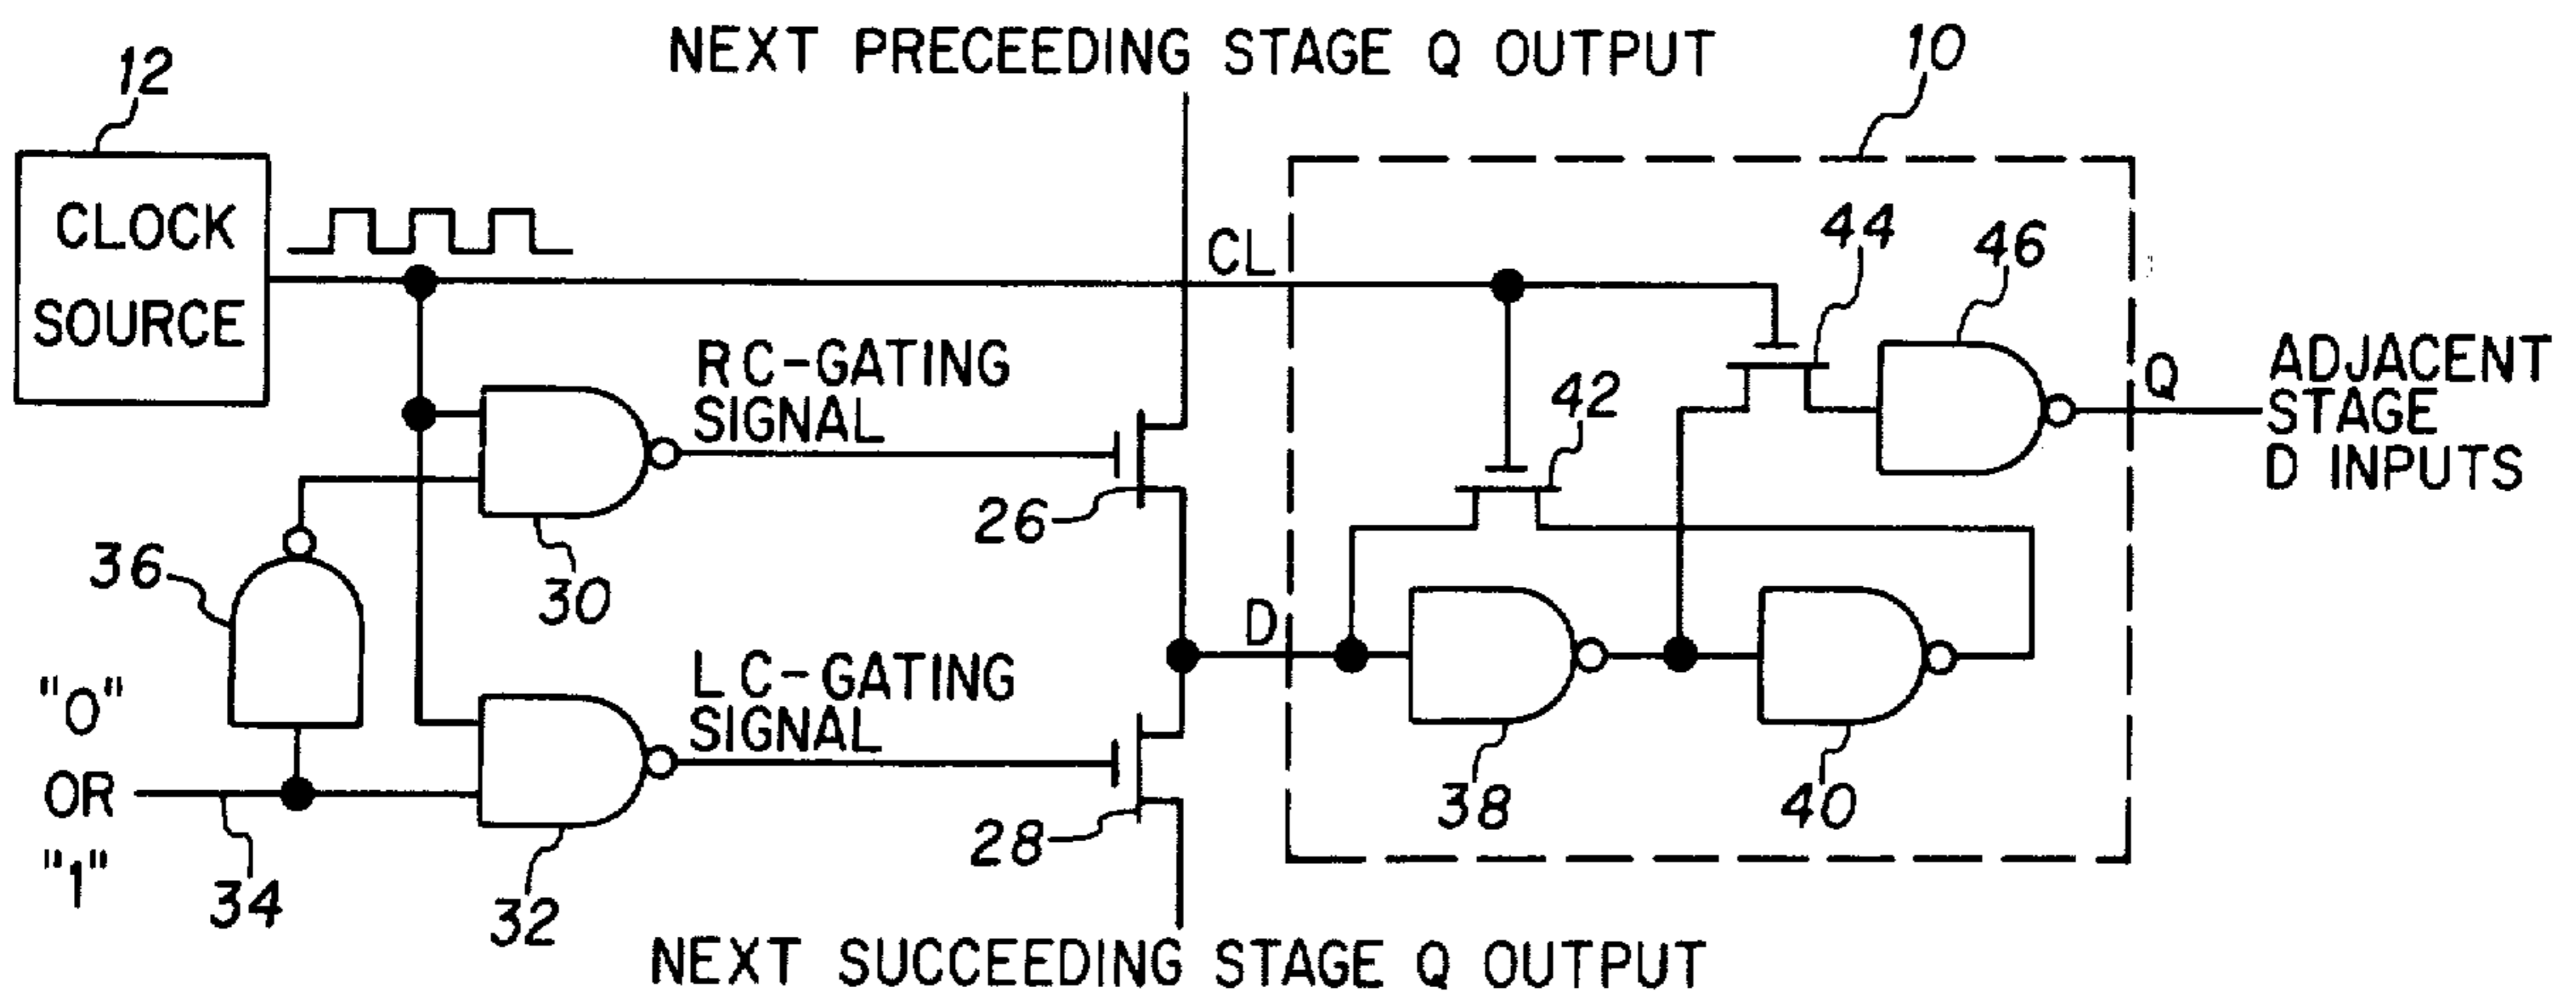 NEXT PRECEEDING STAGE Q OUTPUT
10
12
CLOCK
SOURCE
CL
44
46
RC-GATING
SIGNAL
42
Q
ADJACENT
STAGE
D INPUTS
26
36
30
D
"0"
OR
"1"
LC-GATING
SIGNAL
34
32
28
38
40
NEXT SUCCEEDING STAGE Q OUTPUT